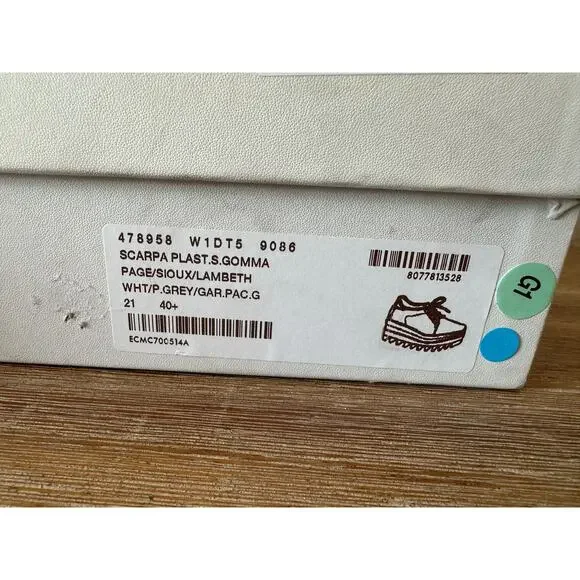 478958 W1DT5 9086
SCARPA PLAST.S.GOMMA
PAGE/SIOUX/LAMBETH
WHT/P.GREY/GAR.PAC.G
21 40+
ECMC700514A
8077813528
G1